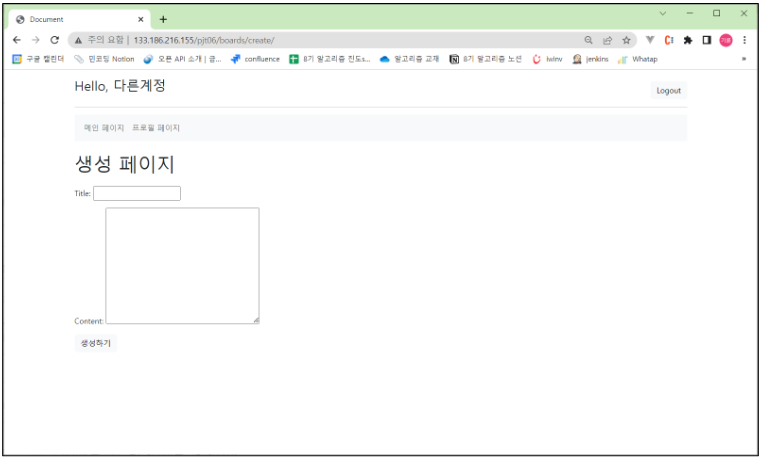 Document
주의 요함 | 133.186.216.155/pjt06/boards/create/
구글 캘린더 민코딩 Notion 오픈 API 소개 | 공... confluence 8기 알고리즘 진도s... 알고리즘 교재 8기 알고리즘 노션 lwinv jenkins Whatap
Hello, 다른계정
Logout
메인 페이지 프로필 페이지
생성 페이지
Title:
Content:
생성하기